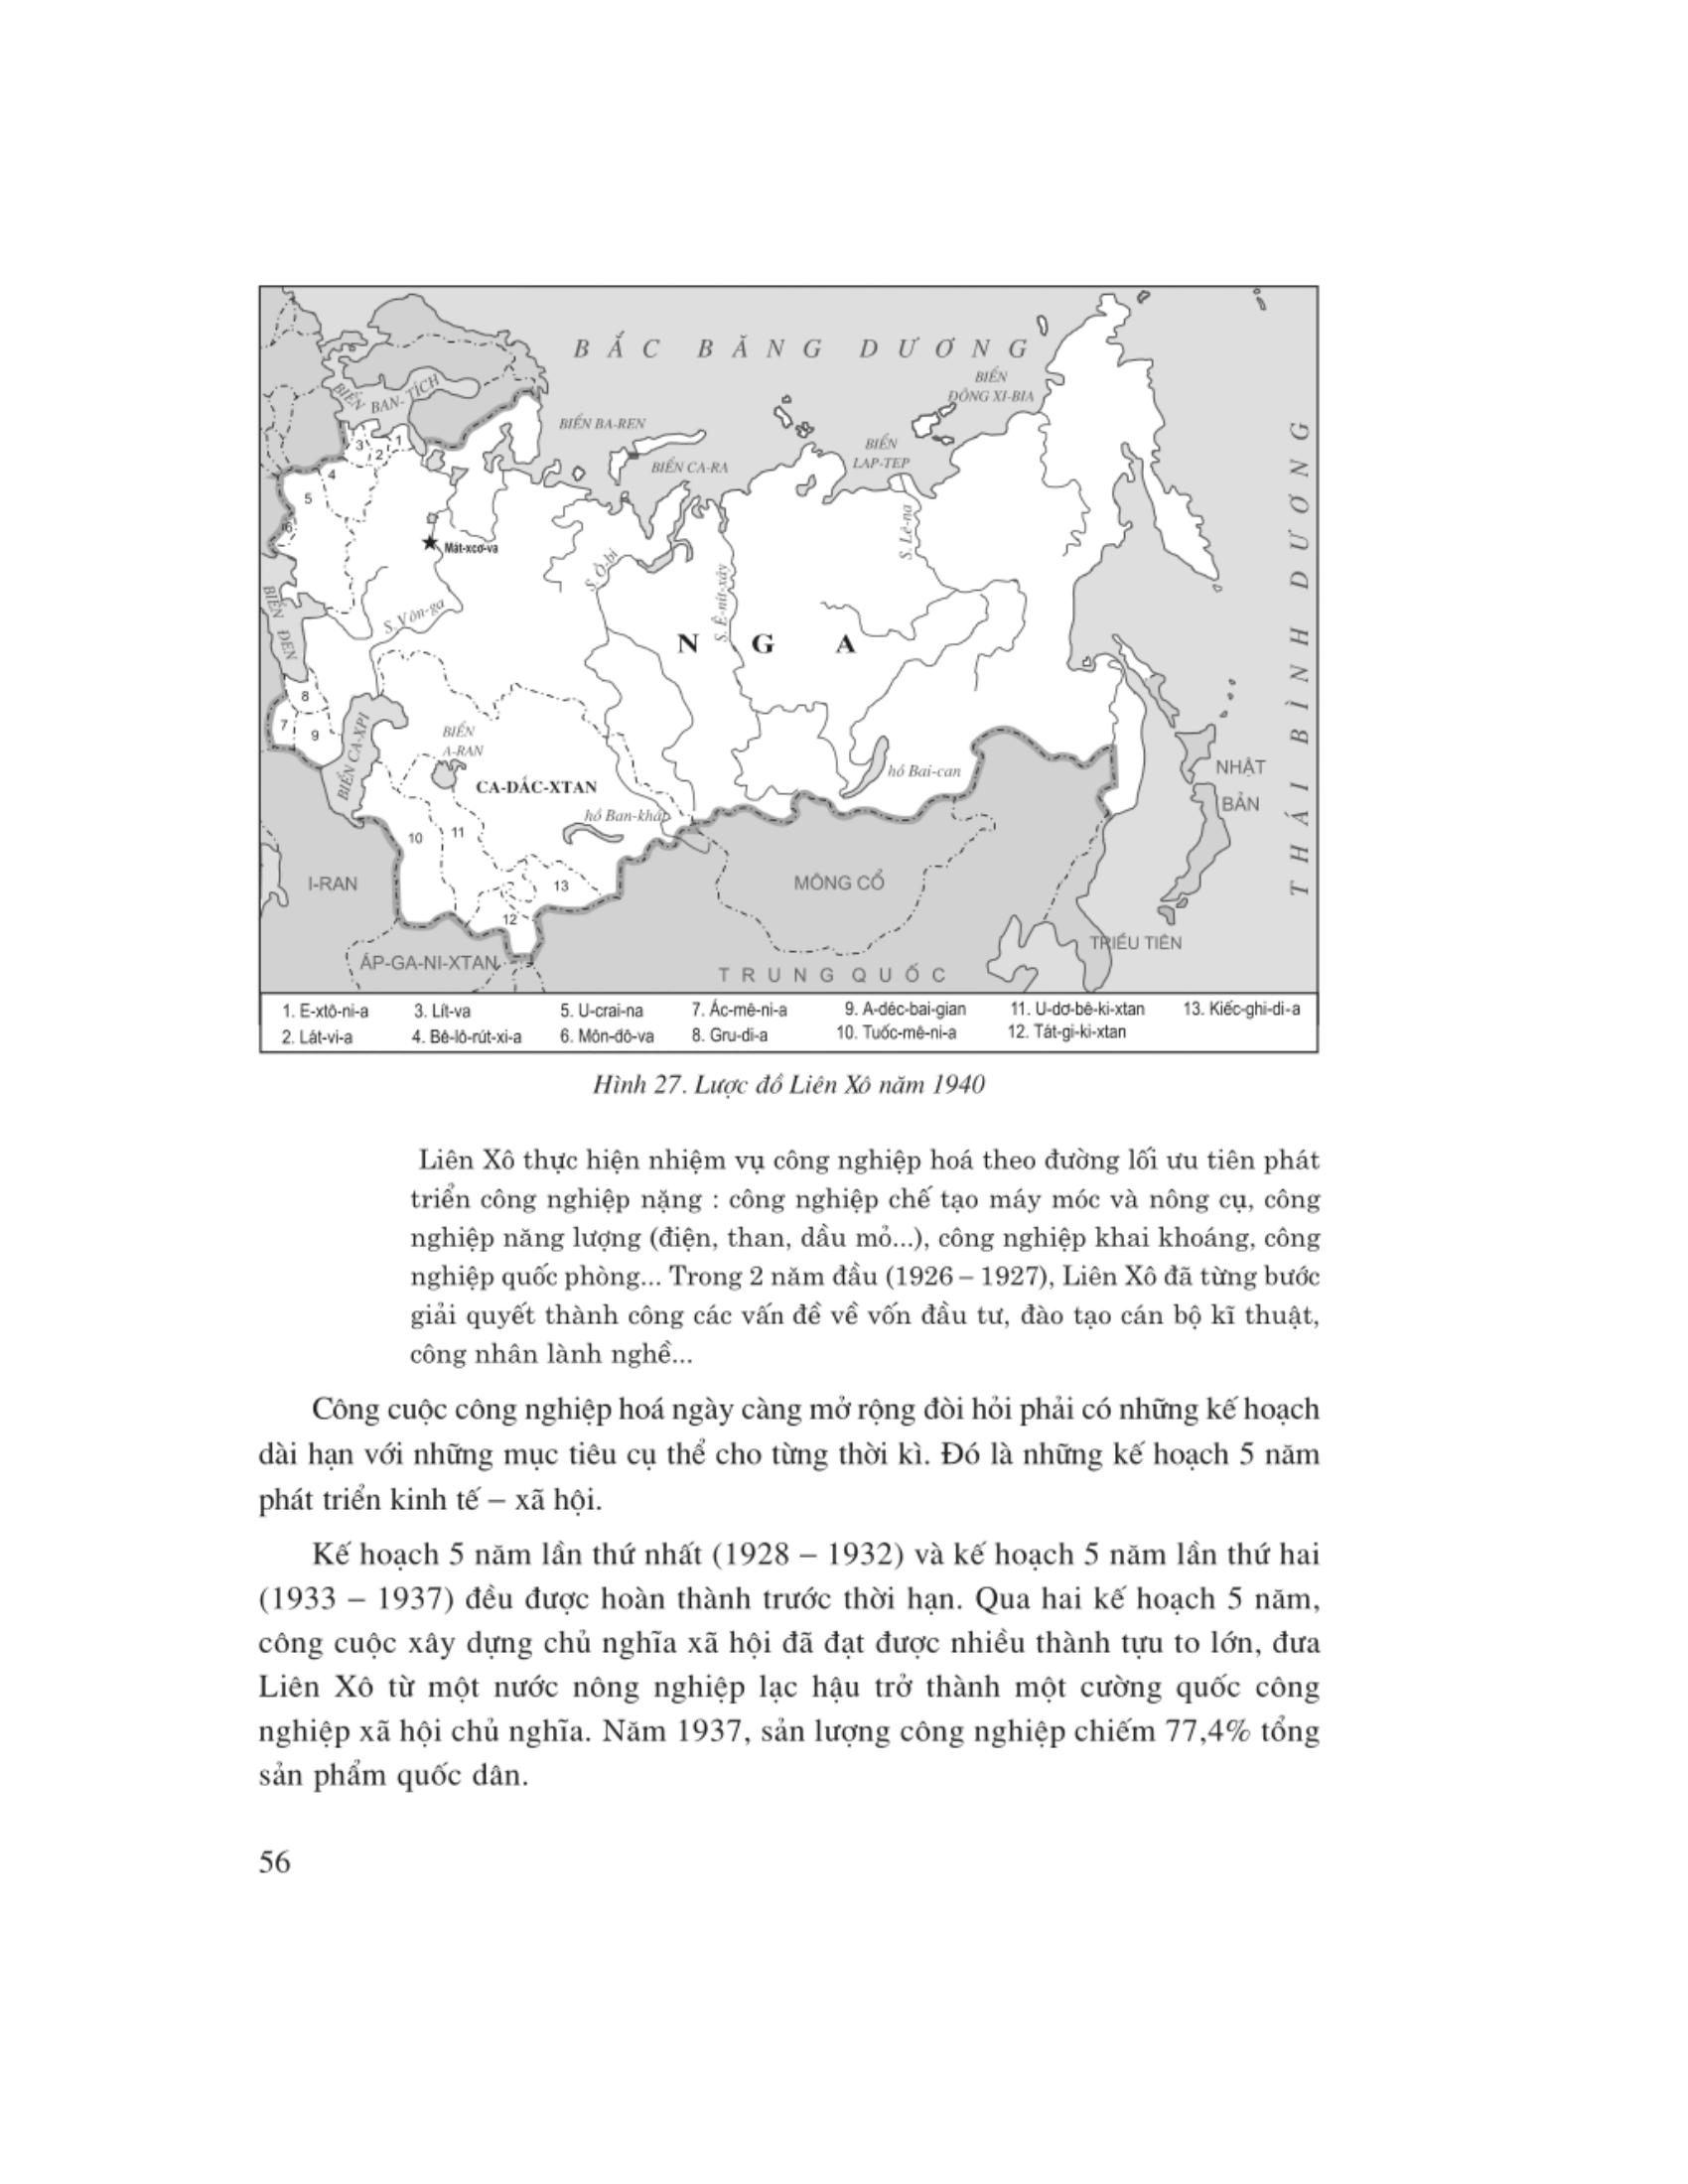 BẮC BĂNG DƯƠNG
BIỂN
ĐÔNG XI-BIA
BIỂN BAN-TÍCH
BIỂN BA-REN
BIỂN
LAP-TEP
BIỂN CA-RA
THÁI BÌNH DƯƠNG
1
2
3
4
5
6
Mát-xcơ-va
S. Ô-bi
S. Ê-nít-xây
S. Lê-na
S. Vôn-ga
BIỂN ĐEN
N G A
8
7
9
BIỂN CA-XPI
BIỂN
A-RAN
CA-DẮC-XTAN
hồ Bai-can
NHẬT
BẢN
hồ Ban-khát
10
11
13
12
I-RAN
MÔNG CỔ
TRIỀU TIÊN
ÁP-GA-NI-XTAN
TRUNG QUỐC
1. E-xtô-ni-a 3. Lít-va 5. U-crai-na 7. Ác-mê-ni-a 9. A-déc-bai-gian 11. U-dơ-bê-ki-xtan 13. Kiếc-ghi-di-a
2. Lát-vi-a 4. Bê-lô-rút-xi-a 6. Môn-đô-va 8. Gru-di-a 10. Tuốc-mê-ni-a 12. Tát-gi-ki-xtan
Hình 27. Lược đồ Liên Xô năm 1940
Liên Xô thực hiện nhiệm vụ công nghiệp hoá theo đường lối ưu tiên phát
triển công nghiệp nặng : công nghiệp chế tạo máy móc và nông cụ, công
nghiệp năng lượng (điện, than, dầu mỏ...), công nghiệp khai khoáng, công
nghiệp quốc phòng... Trong 2 năm đầu (1926 – 1927), Liên Xô đã từng bước
giải quyết thành công các vấn đề về vốn đầu tư, đào tạo cán bộ kĩ thuật,
công nhân lành nghề...
Công cuộc công nghiệp hoá ngày càng mở rộng đòi hỏi phải có những kế hoạch
dài hạn với những mục tiêu cụ thể cho từng thời kì. Đó là những kế hoạch 5 năm
phát triển kinh tế – xã hội.
Kế hoạch 5 năm lần thứ nhất (1928 – 1932) và kế hoạch 5 năm lần thứ hai
(1933 – 1937) đều được hoàn thành trước thời hạn. Qua hai kế hoạch 5 năm,
công cuộc xây dựng chủ nghĩa xã hội đã đạt được nhiều thành tựu to lớn, đưa
Liên Xô từ một nước nông nghiệp lạc hậu trở thành một cường quốc công
nghiệp xã hội chủ nghĩa. Năm 1937, sản lượng công nghiệp chiếm 77,4% tổng
sản phẩm quốc dân.
56